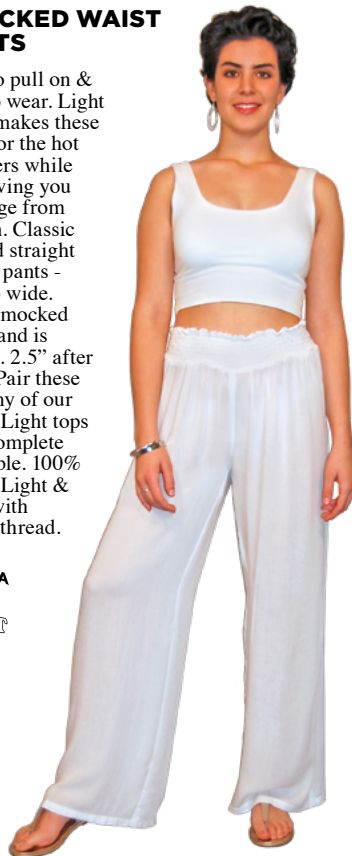 CKED WAIST
TS
o pull on &
wear. Light
makes these
or the hot
ers while
ving you
ge from
. Classic
d straight
pants -
wide.
mocked
and is
. 2.5” after
Pair these
ny of our
Light tops
omplete
ble. 100%
Light &
with
thread.
A